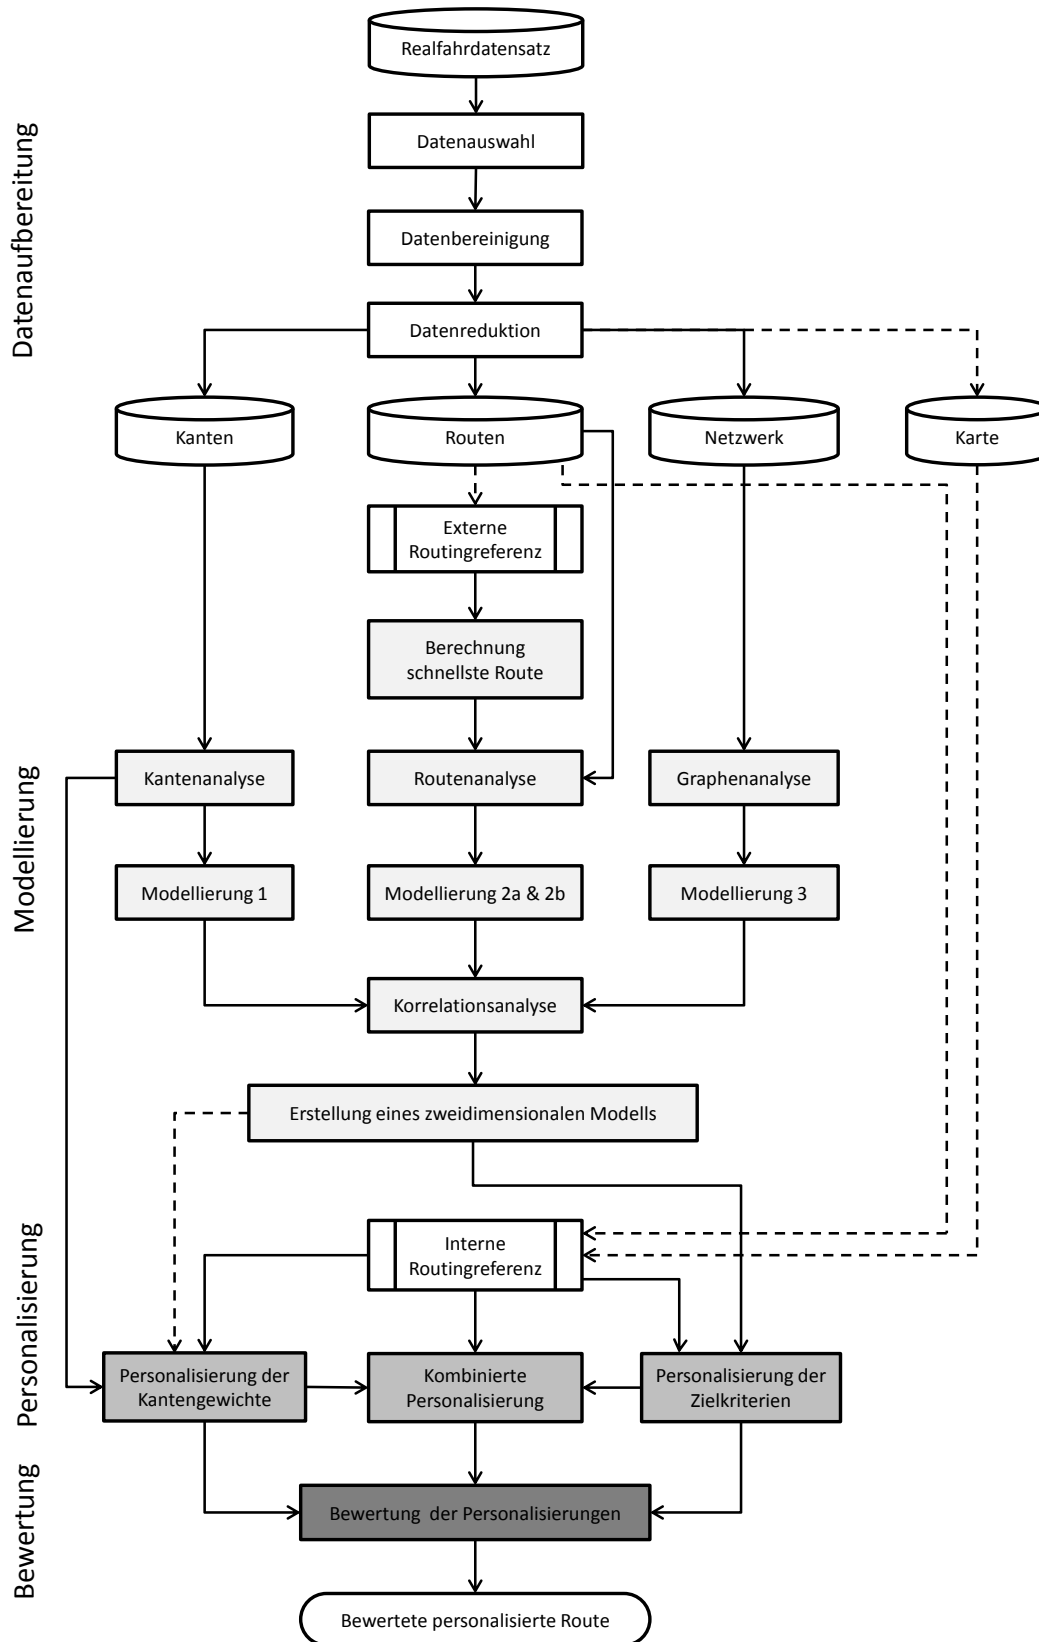 Realfahrdatensatz
Datenaufbereitung
Datenauswahl
Datenbereinigung
Datenreduktion
Kanten
Routen
Netzwerk
Karte
Externe
Routingreferenz
Berechnung
schnellste Route
Modellierung
Kantenanalyse
Routenanalyse
Graphenanalyse
Modellierung 1
Modellierung 2a & 2b
Modellierung 3
Korrelationsanalyse
Erstellung eines zweidimensionalen Modells
Personalisierung
Interne
Routingreferenz
Personalisierung der
Kantengewichte
Kombinierte
Personalisierung
Personalisierung der
Zielkriterien
Bewertung
Bewertung der Personalisierungen
Bewertete personalisierte Route